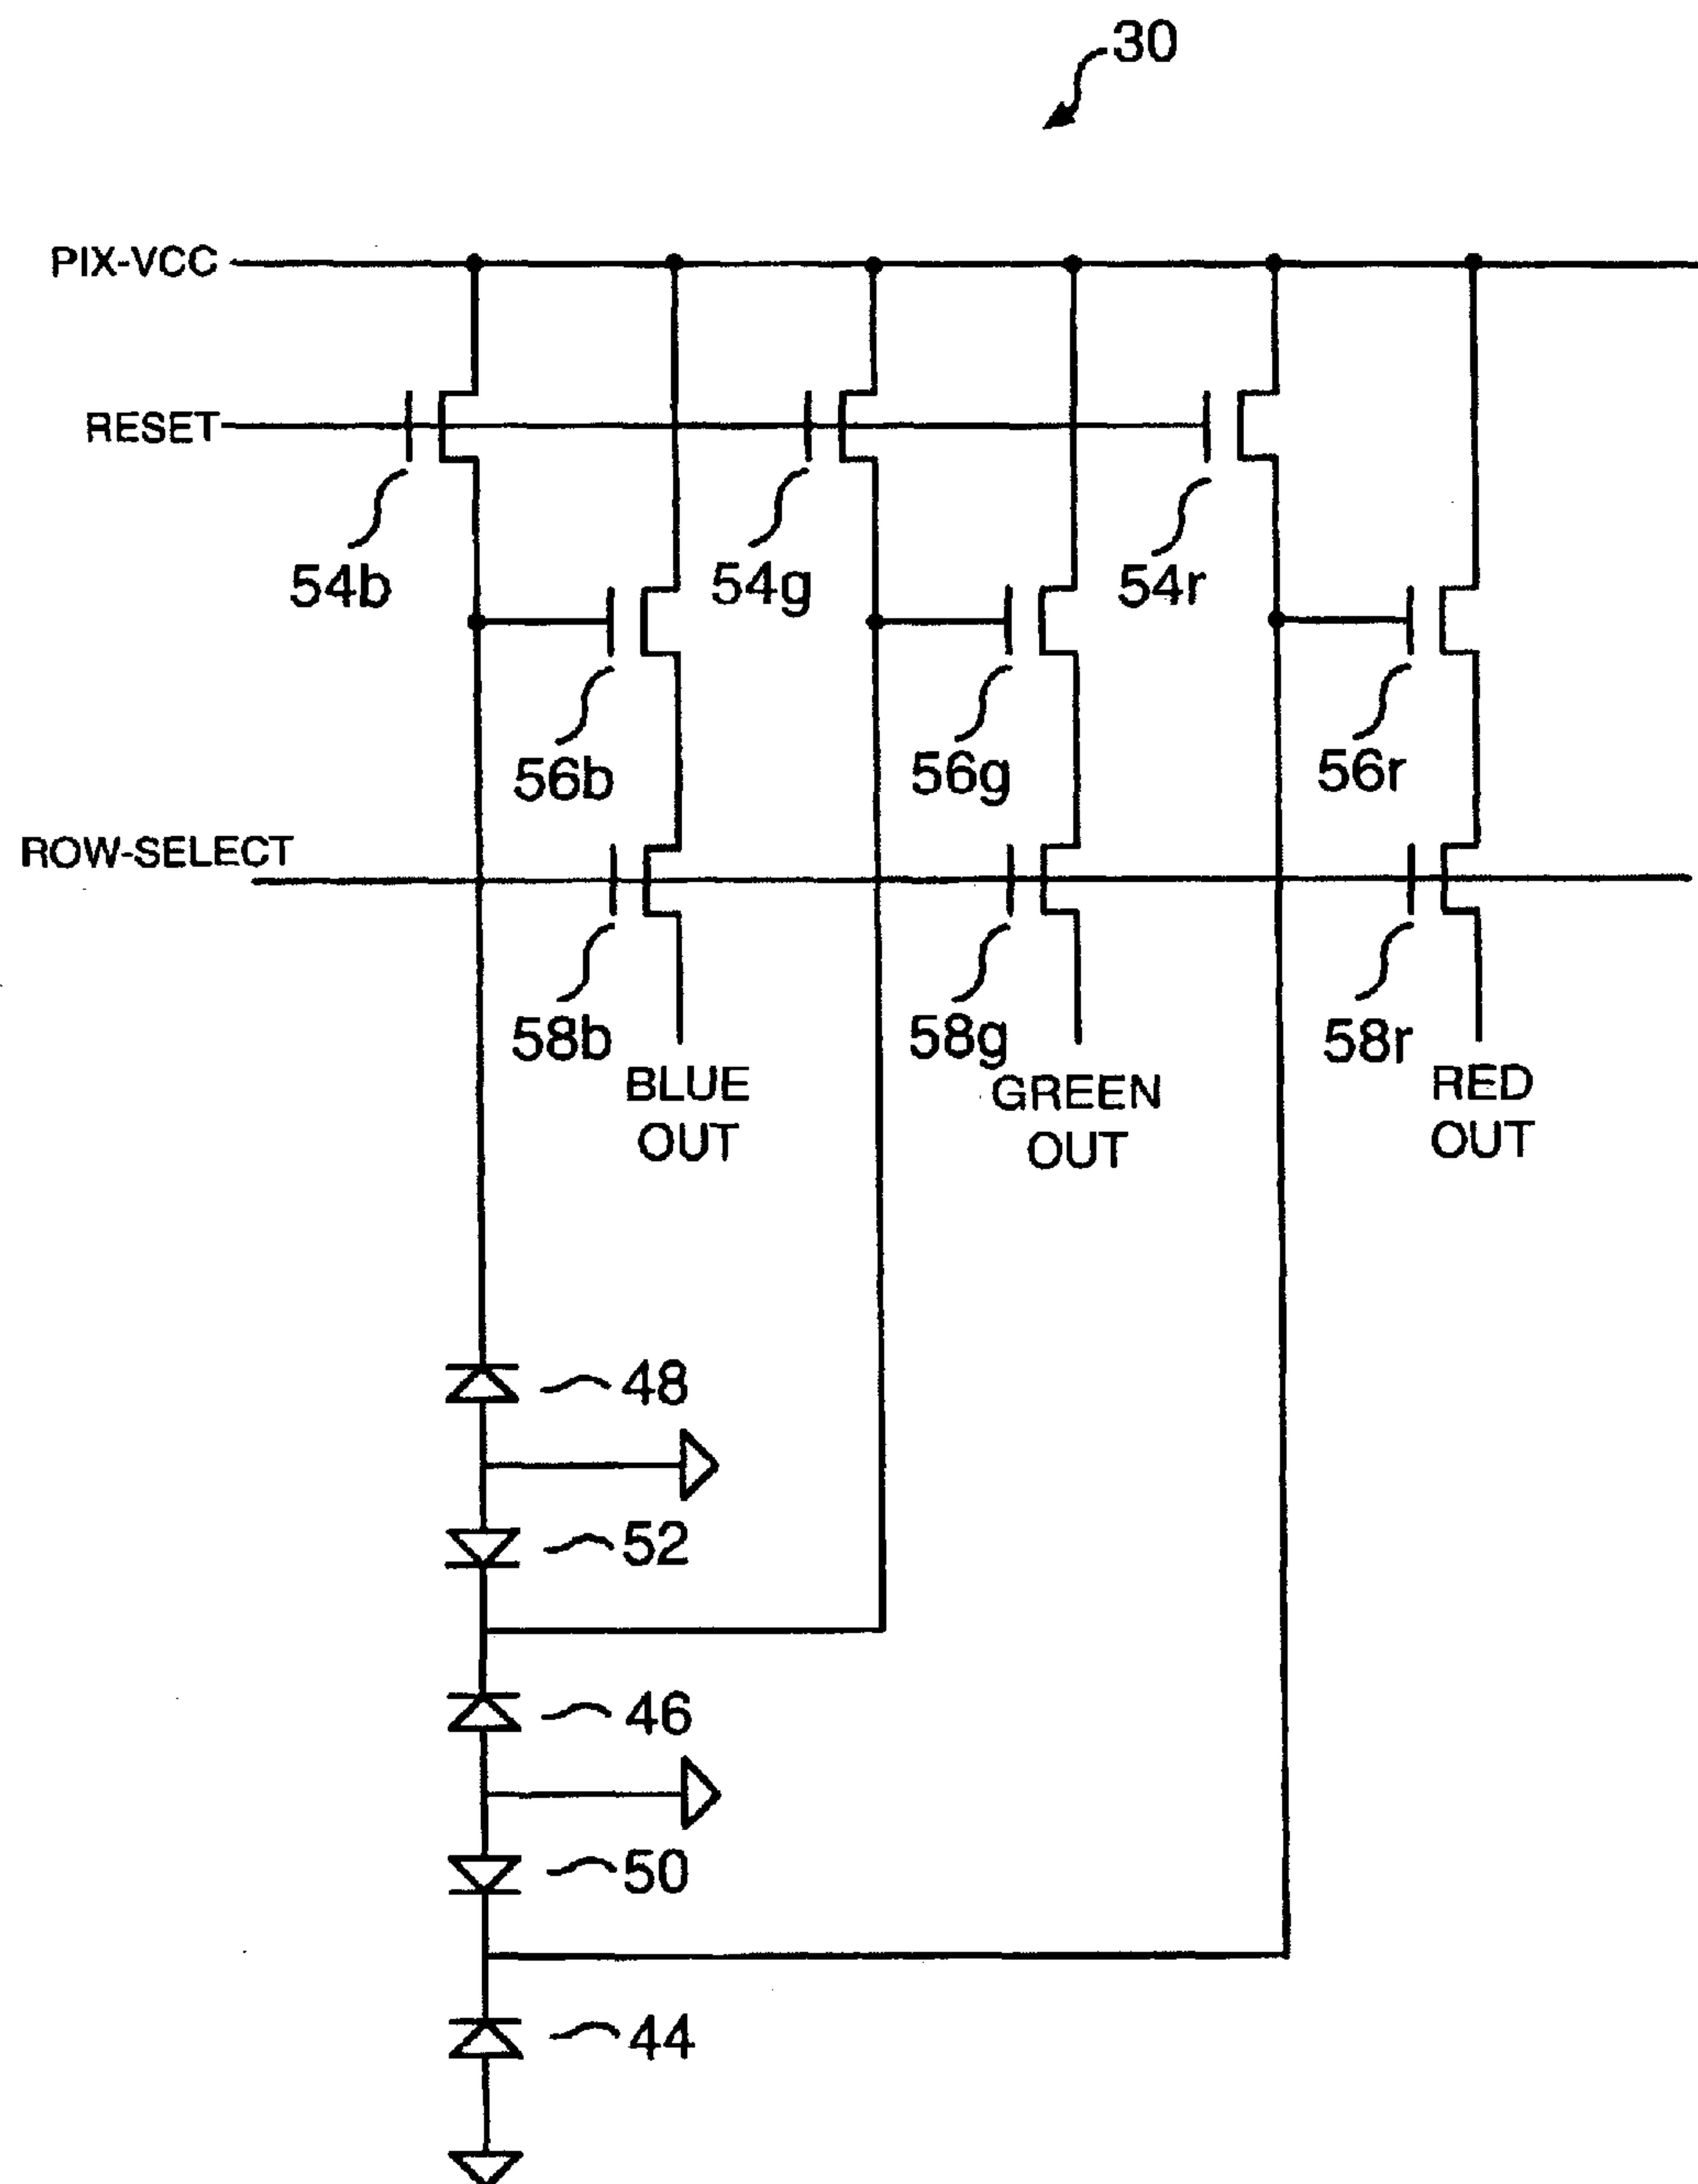 30
PIX-VCC
RESET
54b
54g
54r
56b
56g
56r
ROW-SELECT
58b
58g
58r
BLUE
OUT
GREEN
OUT
RED
OUT
48
52
46
50
44